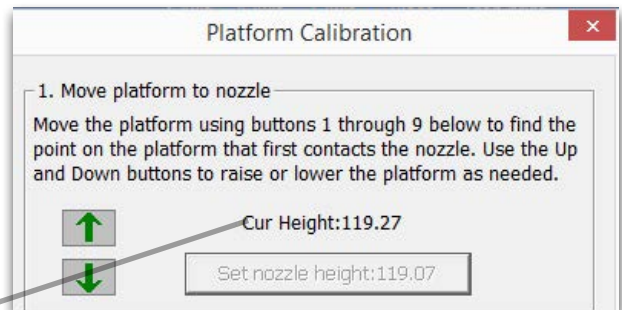 Platform Calibration
1. Move platform to nozzle
Move the platform using buttons 1 through 9 below to find the
point on the platform that first contacts the nozzle. Use the Up
and Down buttons to raise or lower the platform as needed.
Cur Height:119.27
Set nozzle height:119.07